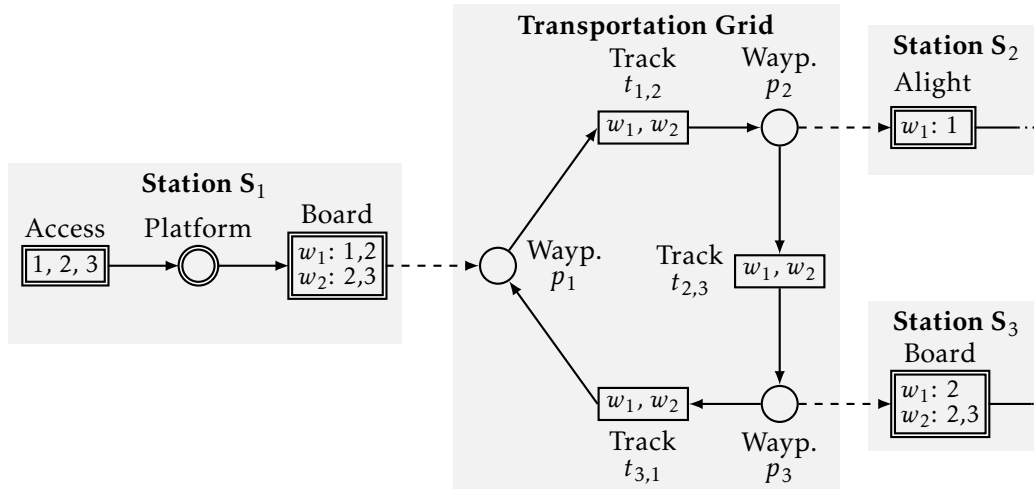 Transportation Grid
Station S₂
Alight
w₁: 1
Track
t₁,₂
w₁, w₂
Wayp.
p₂
Station S₁
Access
1, 2, 3
Platform
Board
w₁: 1,2
w₂: 2,3
Wayp.
p₁
Track
t₂,₃
w₁, w₂
Station S₃
Board
w₁: 2
w₂: 2,3
w₁, w₂
Track
t₃,₁
Wayp.
p₃